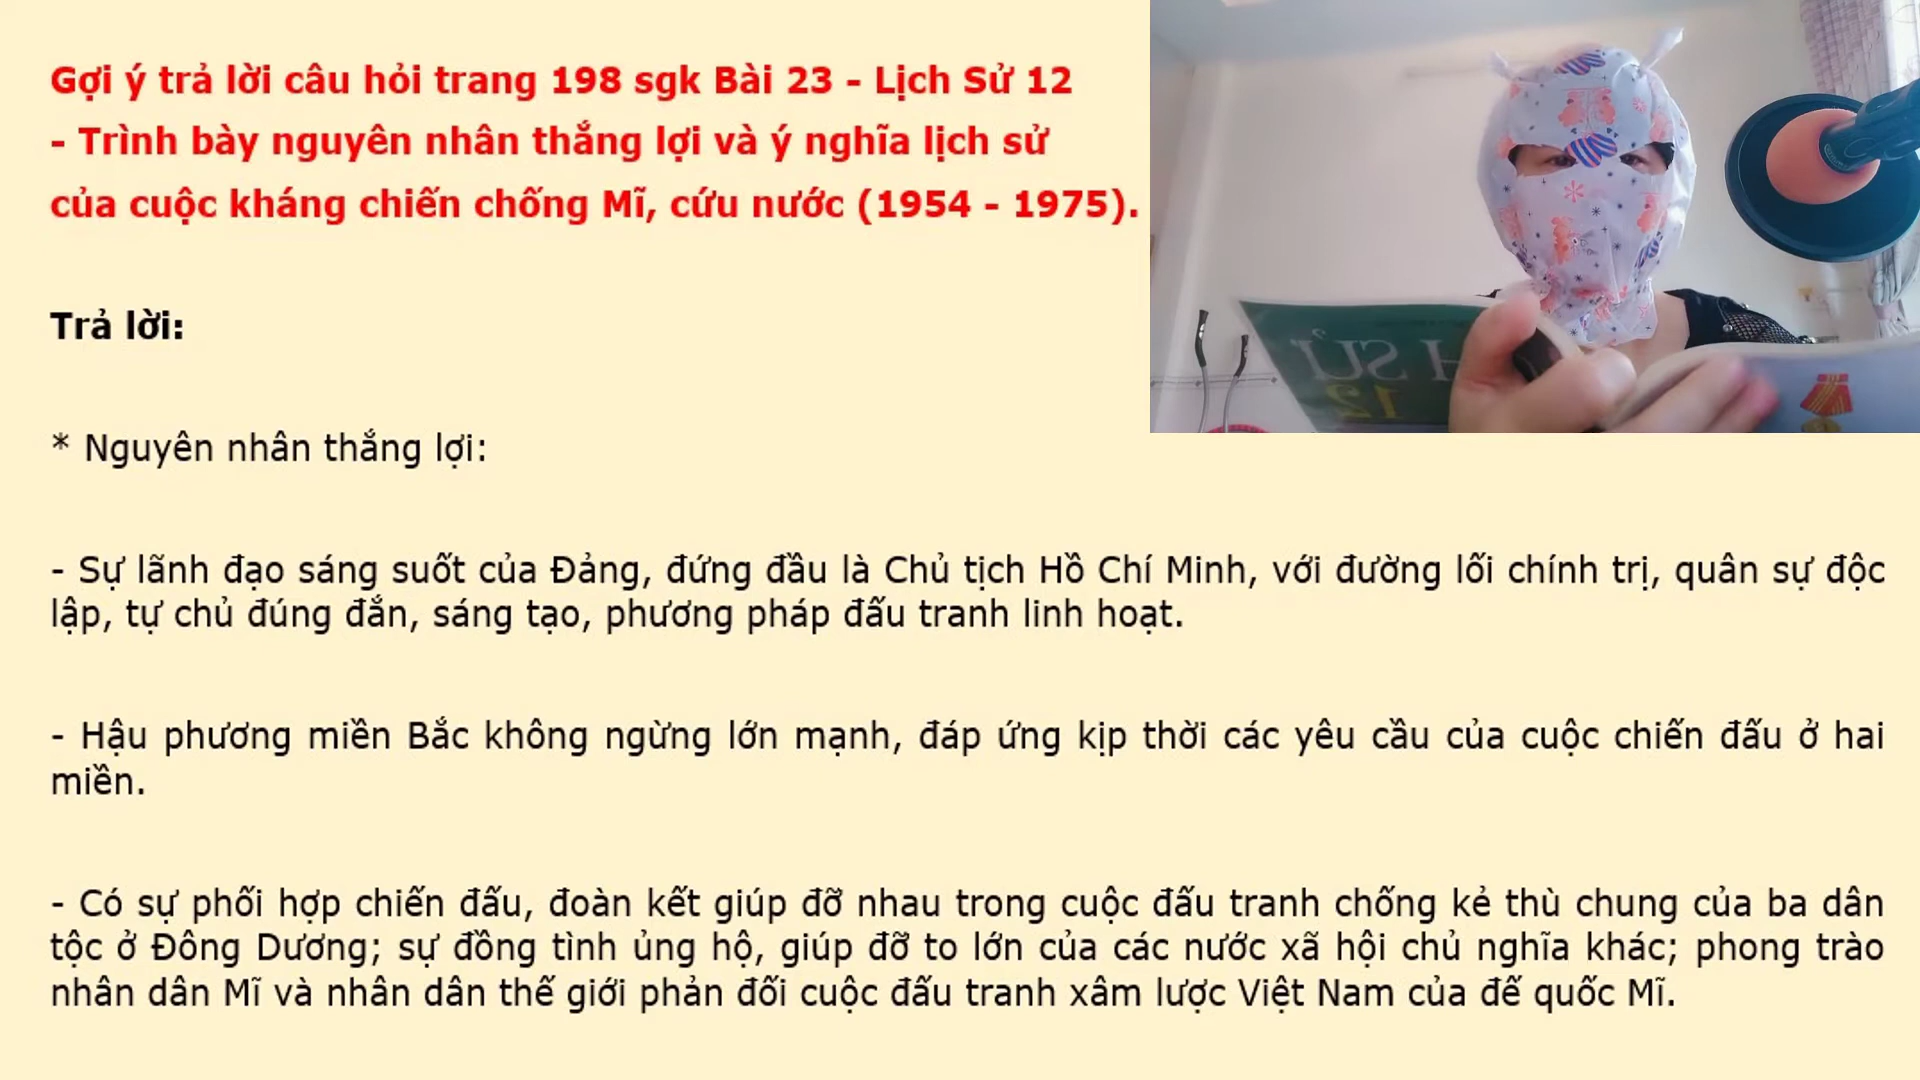 Gợi ý trả lời câu hỏi trang 198 sgk Bài 23 - Lịch Sử 12
- Trình bày nguyên nhân thắng lợi và ý nghĩa lịch sử
của cuộc kháng chiến chống Mĩ, cứu nước (1954 - 1975).
Trả lời:
* Nguyên nhân thắng lợi:
- Sự lãnh đạo sáng suốt của Đảng, đứng đầu là Chủ tịch Hồ Chí Minh, với đường lối chính trị, quân sự độc
lập, tự chủ đúng đắn, sáng tạo, phương pháp đấu tranh linh hoạt.
- Hậu phương miền Bắc không ngừng lớn mạnh, đáp ứng kịp thời các yêu cầu của cuộc chiến đấu ở hai
miền.
- Có sự phối hợp chiến đấu, đoàn kết giúp đỡ nhau trong cuộc đấu tranh chống kẻ thù chung của ba dân
tộc ở Đông Dương; sự đồng tình ủng hộ, giúp đỡ to lớn của các nước xã hội chủ nghĩa khác; phong trào
nhân dân Mĩ và nhân dân thế giới phản đối cuộc đấu tranh xâm lược Việt Nam của đế quốc Mĩ.
H SỬ
12